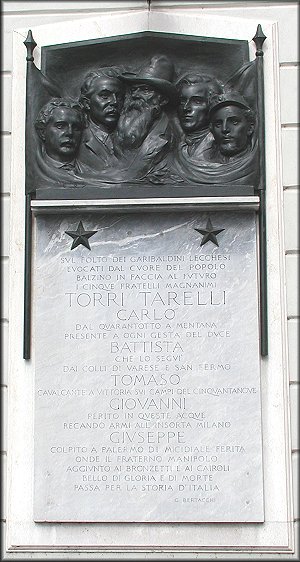 SVL FOLTO DEI GARIBALDINI LECCHESI
EVOCATI DAL CVORE DEL POPOLO
BALZINO IN FACCIA AL FVTVRO
I CINQVE FRATELLI MAGNANIMI
TORRI TARELLI
CARLO
DAL QVARANTOTTO A MENTANA
PRESENTE A OGNI GESTA DEL DVCE
BATTISTA
CHE LO SEGVÌ
DAI COLLI DI VARESE E SAN FERMO
TOMASO
CAVALCANTE A VITTORIA SVI CAMPI DEL CINQVANTANOVE
GIOVANNI
PERITO IN QVESTE ACQVE
RECANDO ARMI ALL'INSORTA MILANO
GIVSEPPE
COLPITO A PALERMO DI MICIDIALE FERITA
ONDE IL FRATERNO MANIPOLO
AGGIVNTO AI BRONZETTI E AI CAIROLI
BELLO DI GLORIA E DI MORTE
PASSA PER LA STORIA D'ITALIA
G. BERTACCHI